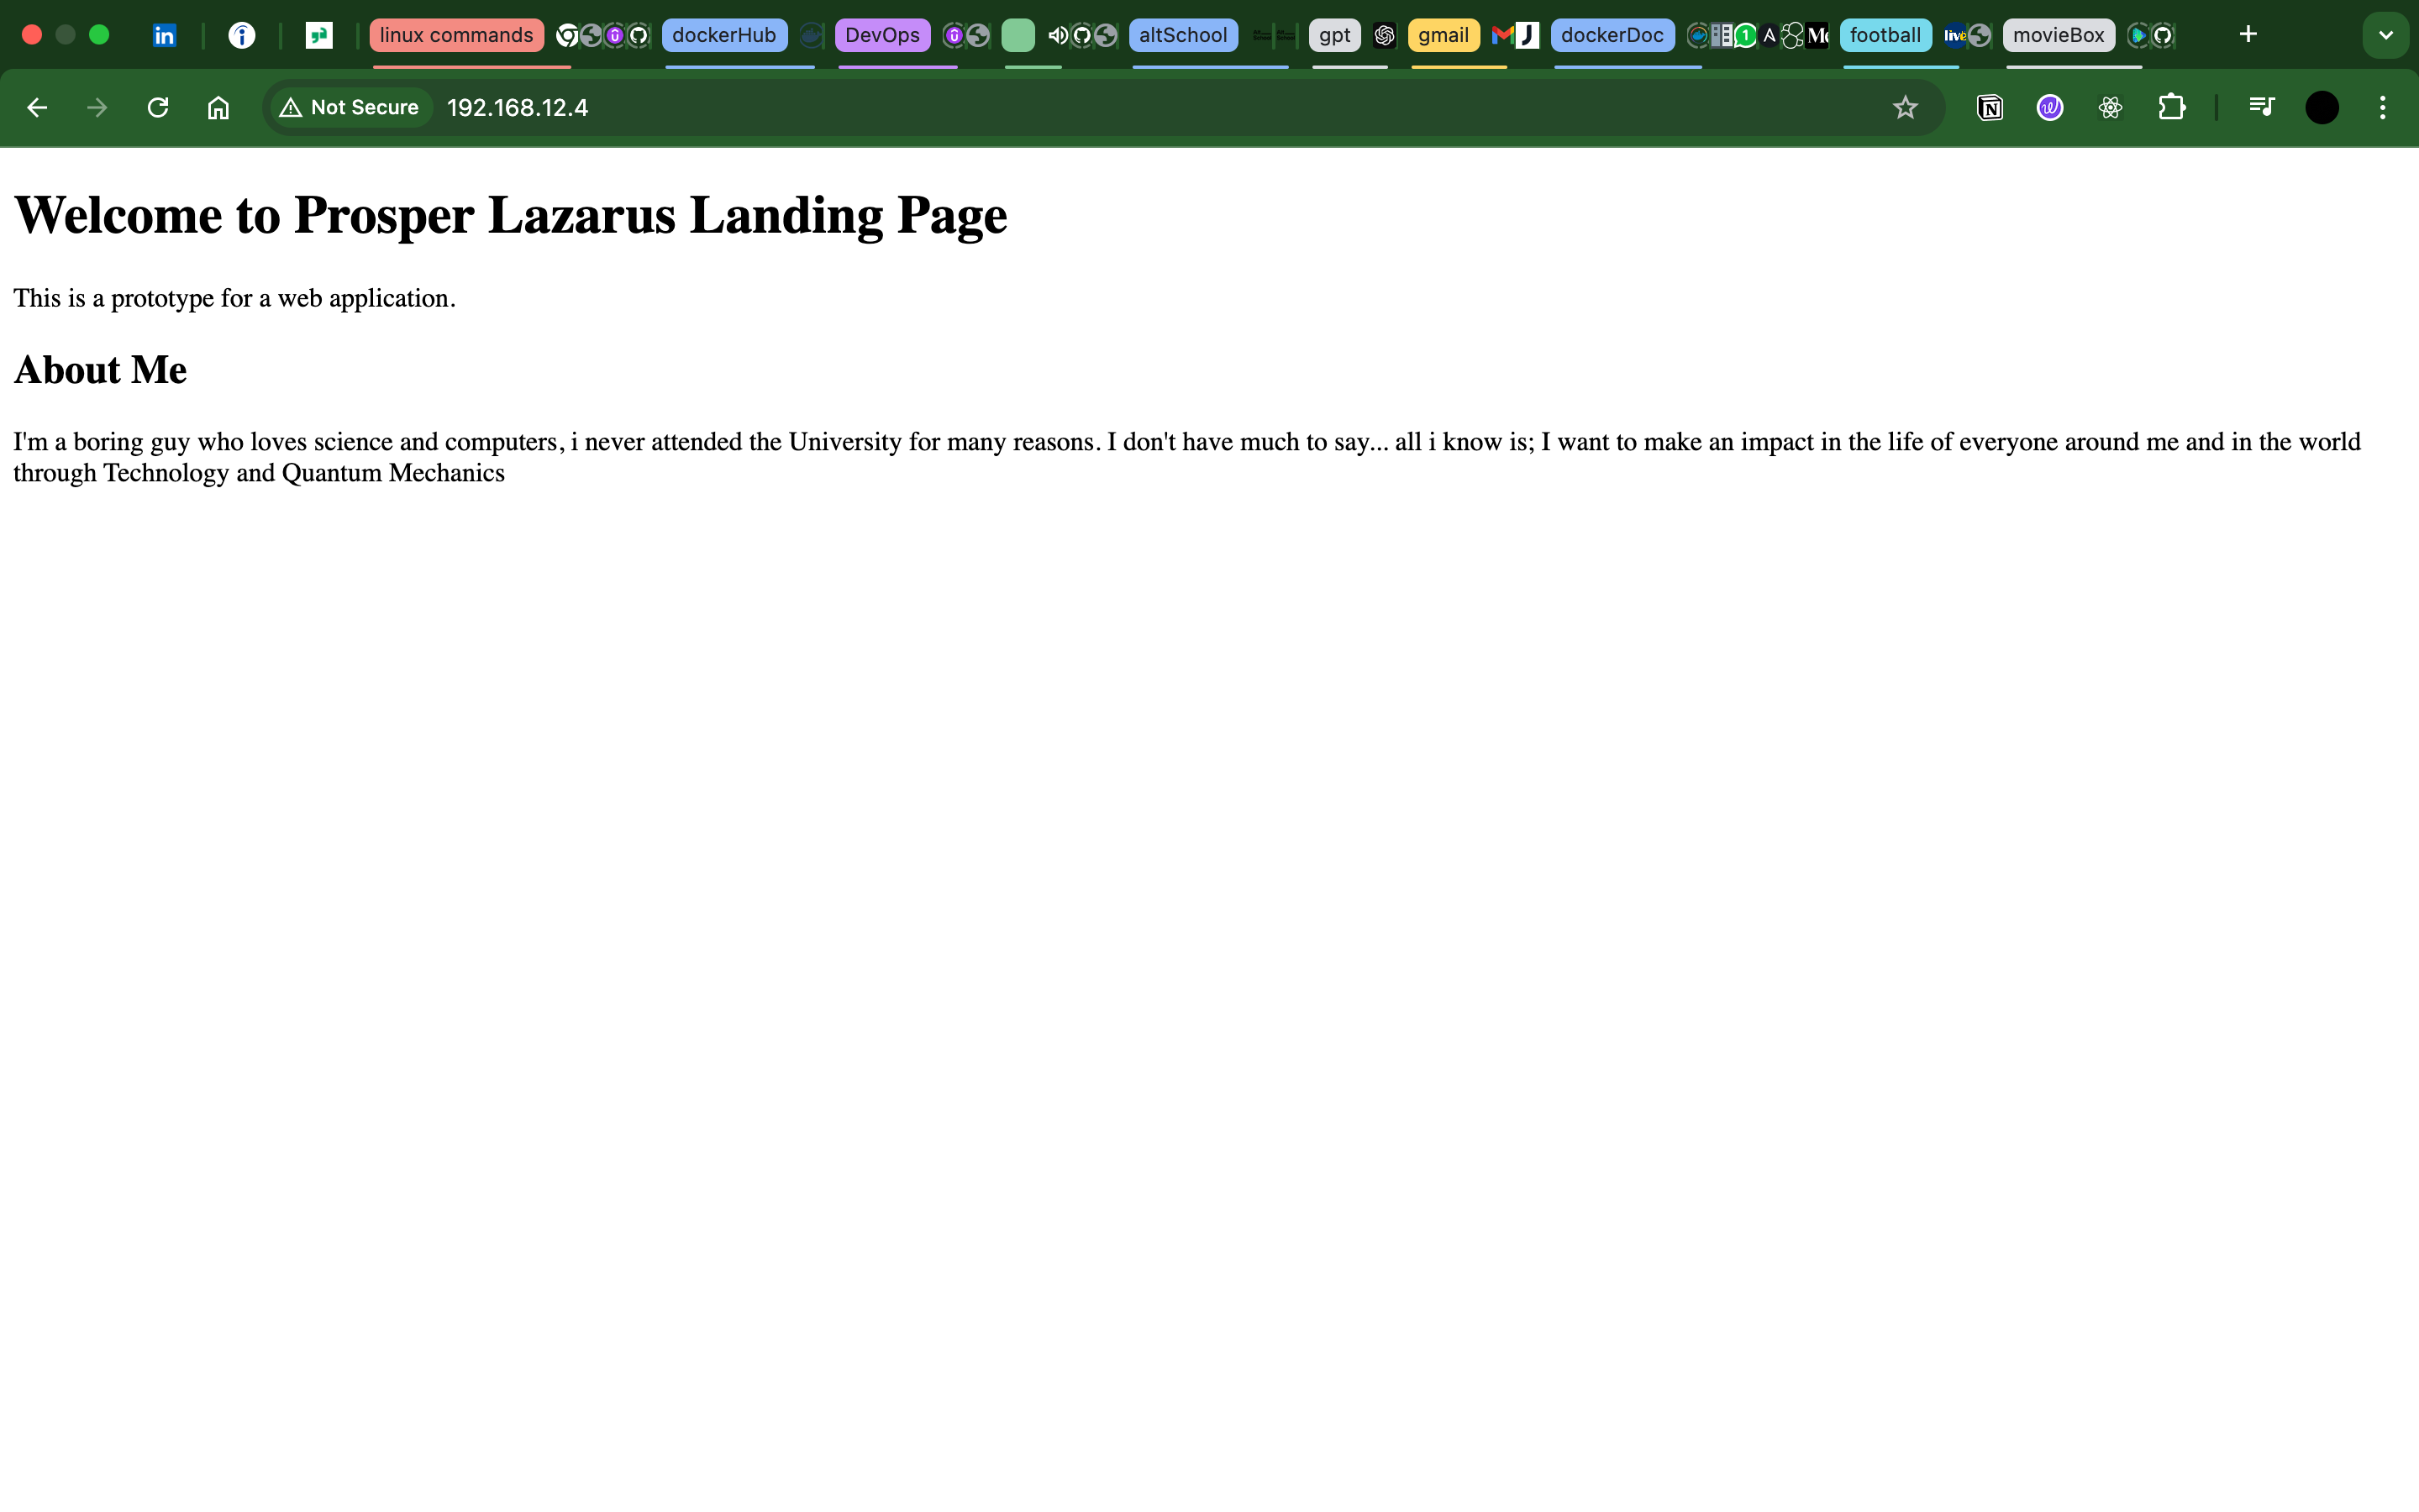 linux commands dockerHub DevOps altSchool gpt gmail dockerDoc football movieBox
Not Secure 192.168.12.4
Welcome to Prosper Lazarus Landing Page
This is a prototype for a web application.
About Me
I'm a boring guy who loves science and computers, i never attended the University for many reasons. I don't have much to say... all i know is; I want to make an impact in the life of everyone around me and in the world
through Technology and Quantum Mechanics